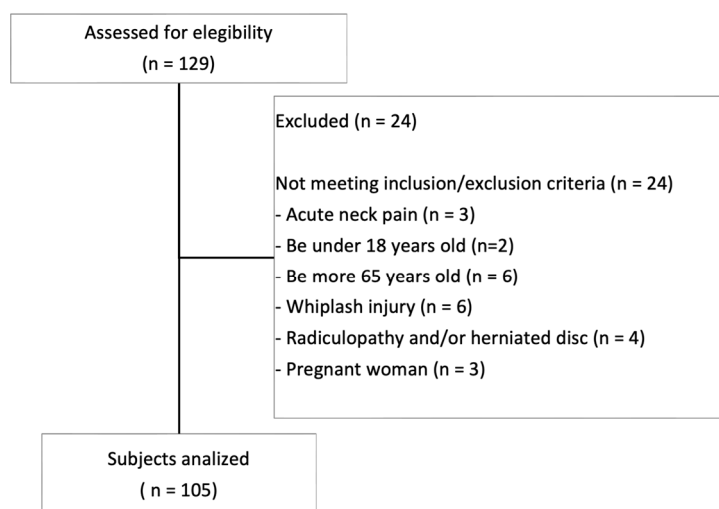 Assessed for elegibility
(n = 129)
Excluded (n = 24)
Not meeting inclusion/exclusion criteria (n = 24)
- Acute neck pain (n = 3)
- Be under 18 years old (n=2)
- Be more 65 years old (n = 6)
- Whiplash injury (n = 6)
- Radiculopathy and/or herniated disc (n = 4)
- Pregnant woman (n = 3)
Subjects analized
( n = 105)